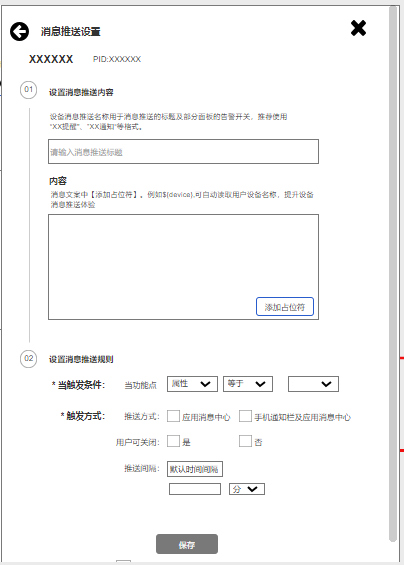 消息推送设置
XXXXXX PID:XXXXXX
01 设置消息推送内容
设备消息推送名称用于消息推送的标题及部分面板的告警开关，推荐使用
"XX提醒"、"XX通知"等格式。
请输入消息推送标题
内容
消息文案中【添加占位符】。例如${device},可自动读取用户设备名称，提升设备
消息推送体验
添加占位符
02 设置消息推送规则
* 当触发条件： 当功能点 属性 等于
* 触发方式： 推送方式： 应用消息中心 手机通知栏及应用消息中心
用户可关闭： 是 否
推送间隔： 默认时间间隔
分
保存